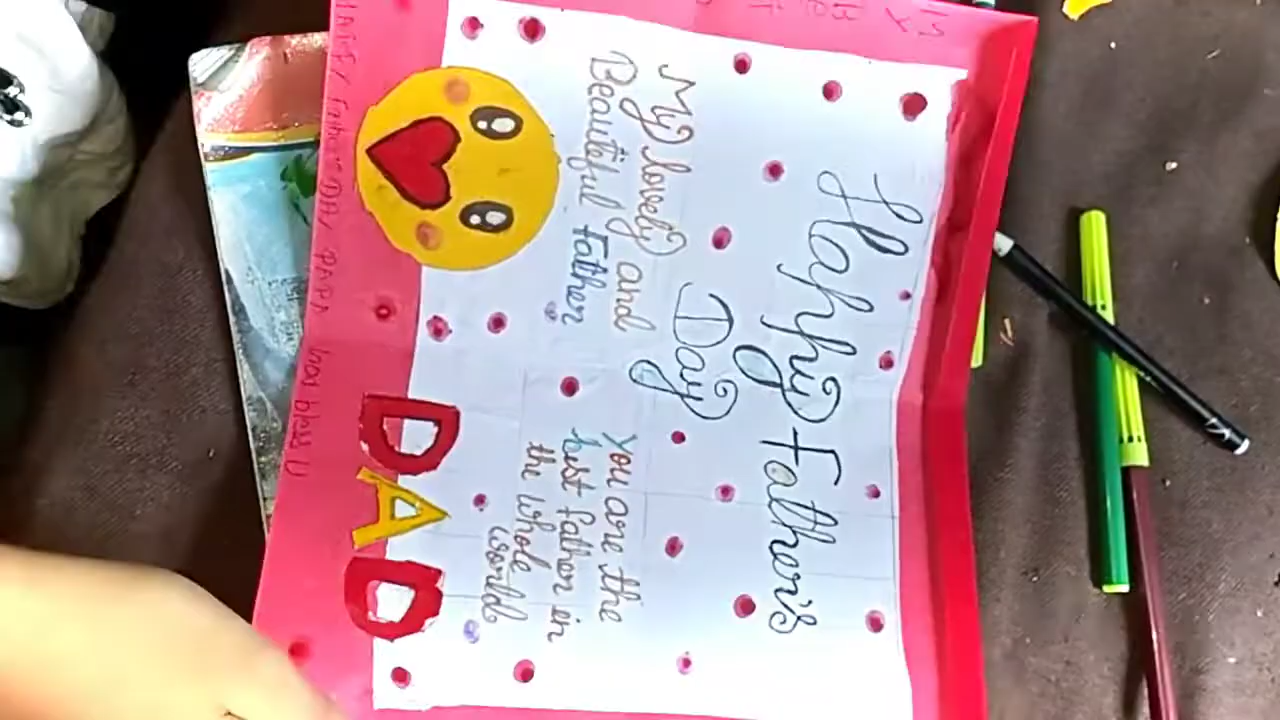 Happy Father's
Day
My lovely and
Beautiful Father
You are the
best father in
the whole
world
DAD